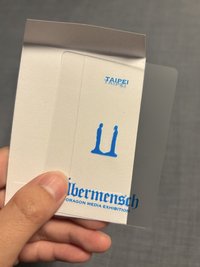 TAIPEI
übermensch
DRAGON MEDIA EXHIBITION